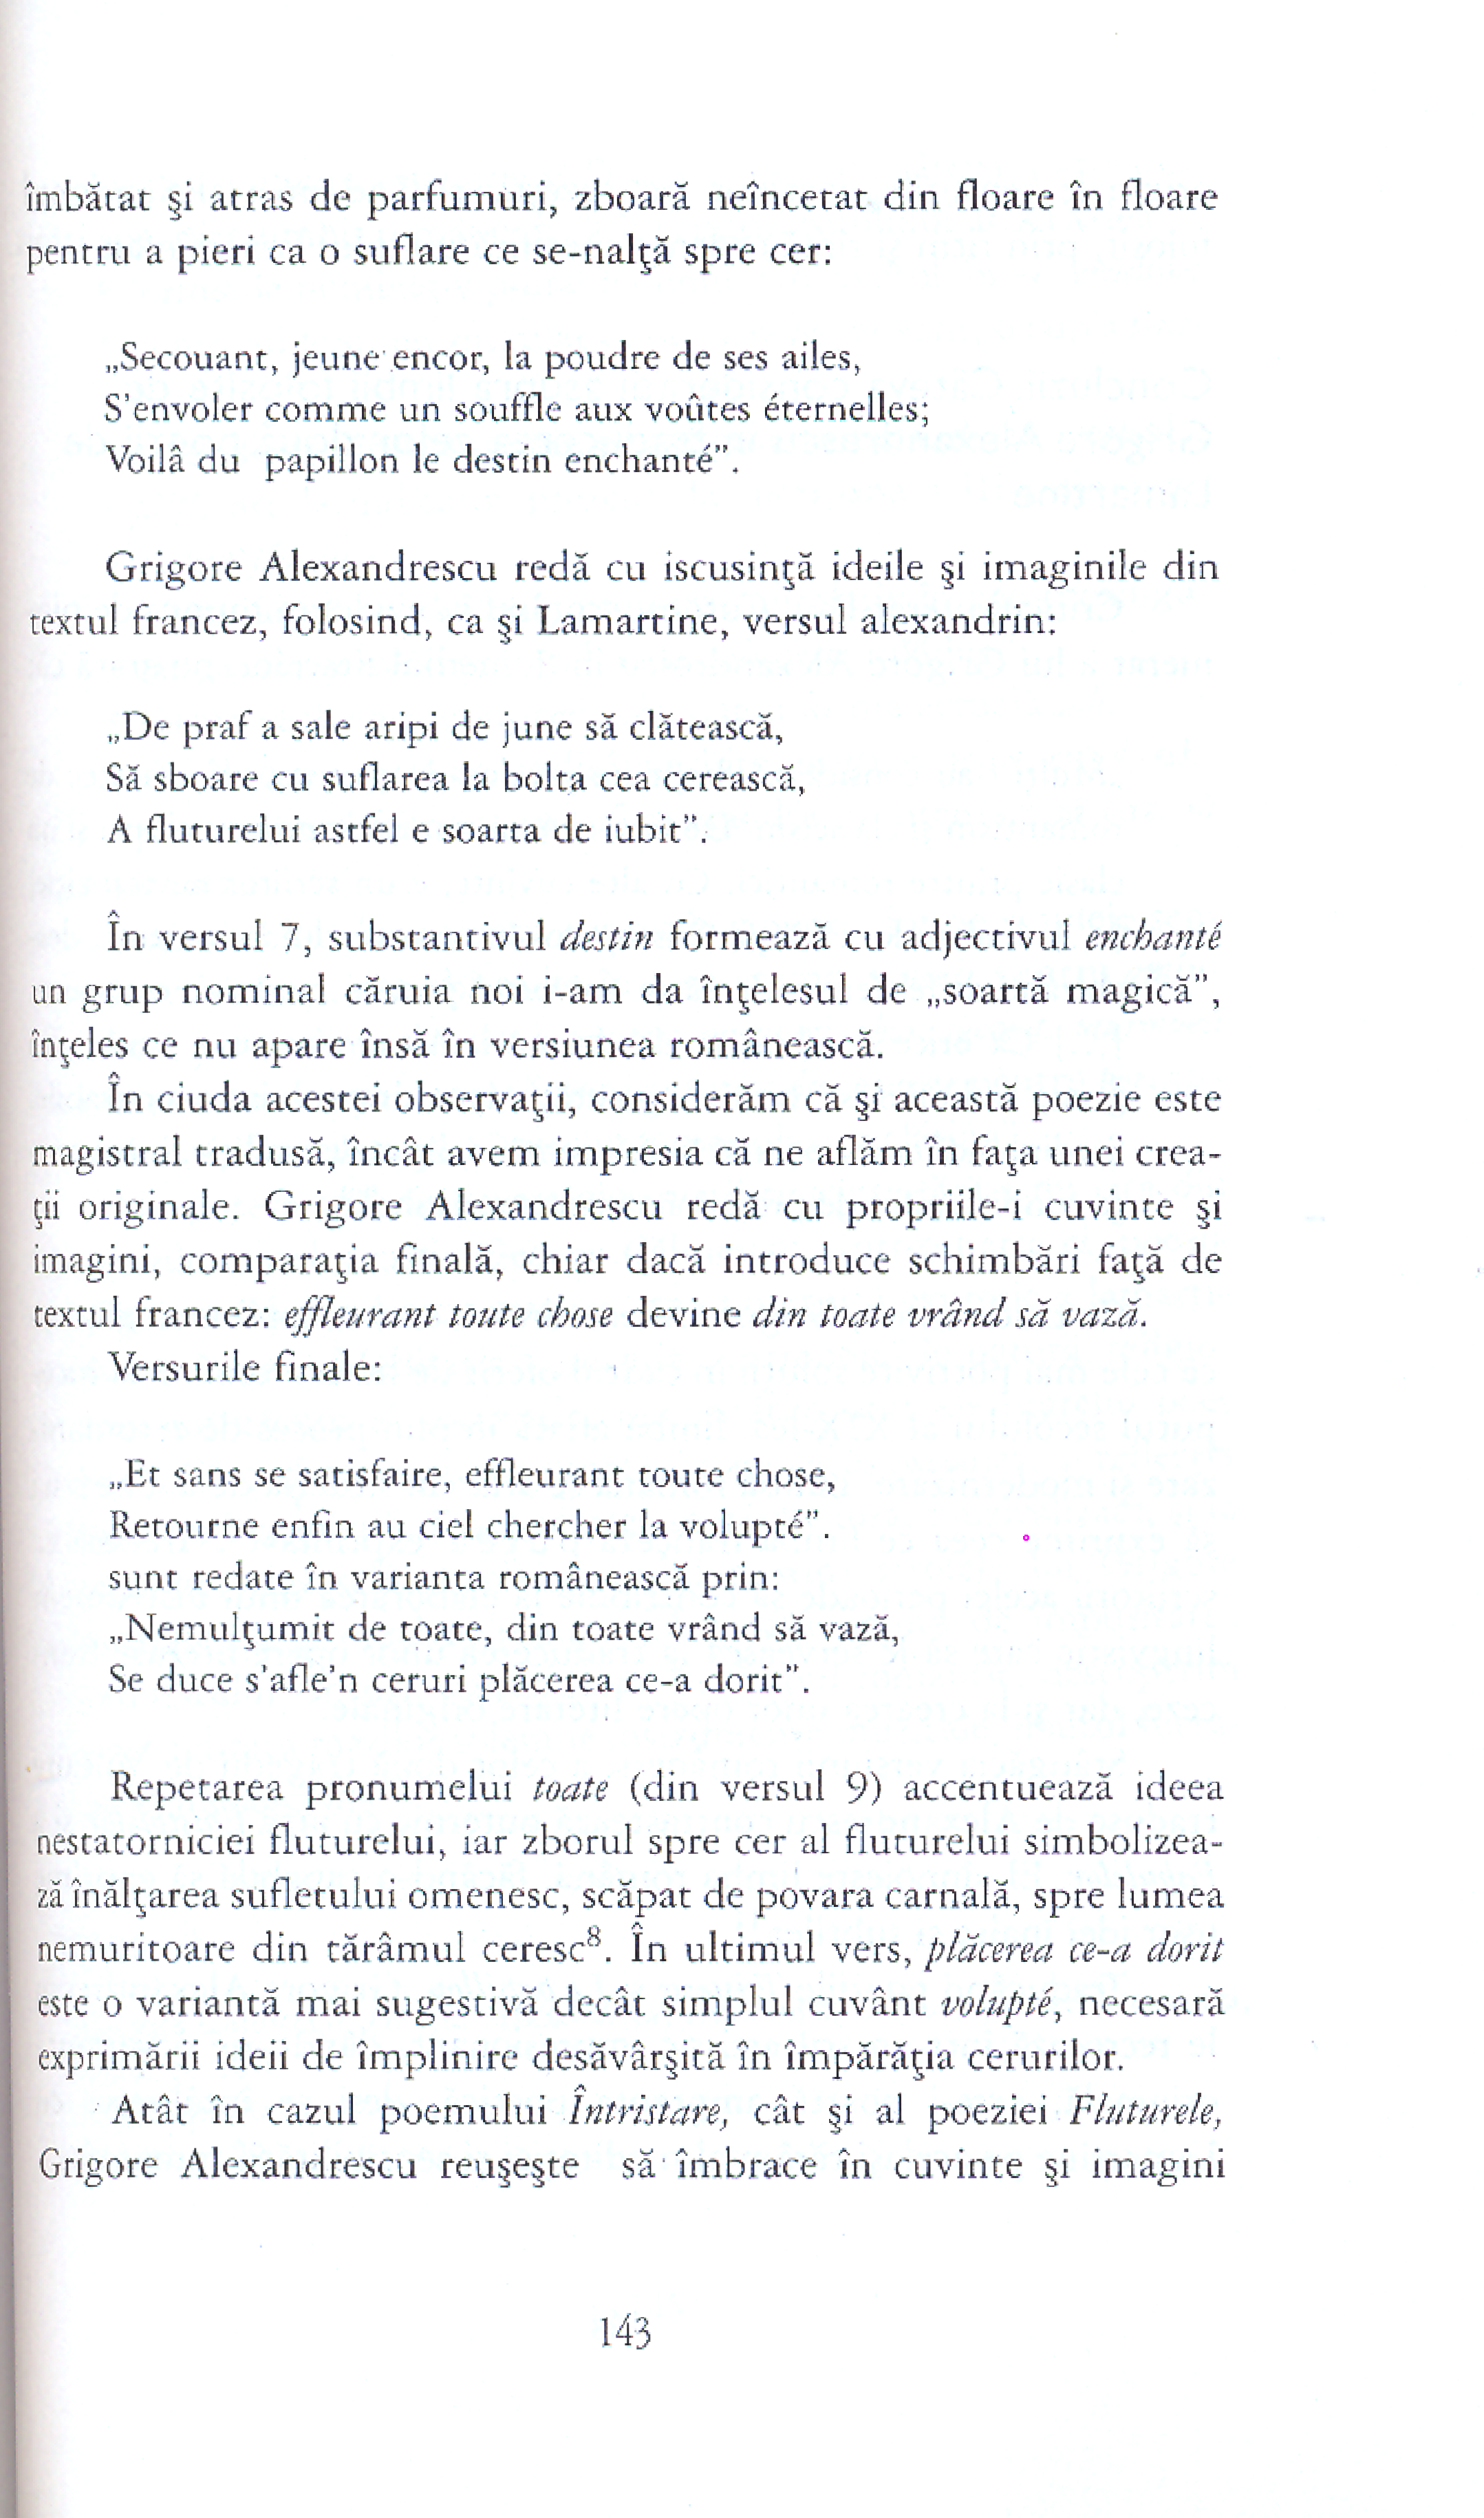 îmbătat şi atras de parfumuri, zboară neîncetat din floare în floare
pentru a pieri ca o suflare ce se-nalţă spre cer:
„Secouant, jeune encor, la poudre de ses ailes,
S'envoler comme un souffle aux voûtes éternelles;
Voilâ du papillon le destin enchanté”.
Grigore Alexandrescu redă cu iscusinţă ideile şi imaginile din
textul francez, folosind, ca şi Lamartine, versul alexandrin:
„De praf a sale aripi de june să clătească,
Să sboare cu suflarea la bolta cea cerească,
A fluturelui astfel e soarta de iubit”.
În versul 7, substantivul destin formează cu adjectivul enchanté
un grup nominal căruia noi i-am da înţelesul de „soartă magică”,
înţeles ce nu apare însă în versiunea românească.
În ciuda acestei observaţii, considerăm că şi această poezie este
magistral tradusă, încât avem impresia că ne aflăm în faţa unei crea-
ţii originale. Grigore Alexandrescu redă cu propriile-i cuvinte şi
imagini, comparaţia finală, chiar dacă introduce schimbări faţă de
textul francez: effleurant toute chose devine din toate vrând să vază.
Versurile finale:
„Et sans se satisfaire, effleurant toute chose,
Retourne enfin au ciel chercher la volupté”.
sunt redate în varianta românească prin:
„Nemulţumit de toate, din toate vrând să vază,
Se duce s'afle'n ceruri plăcerea ce-a dorit”.
Repetarea pronumelui toate (din versul 9) accentuează ideea
nestatorniciei fluturelui, iar zborul spre cer al fluturelui simbolizea-
ză înălţarea sufletului omenesc, scăpat de povara carnală, spre lumea
nemuritoare din tărâmul ceresc⁸. În ultimul vers, plăcerea ce-a dorit
este o variantă mai sugestivă decât simplul cuvânt volupté, necesară
exprimării ideii de împlinire desăvârşită în împărăţia cerurilor.
Atât în cazul poemului Întristare, cât şi al poeziei Fluturele,
Grigore Alexandrescu reuşeşte să îmbrace în cuvinte şi imagini
143